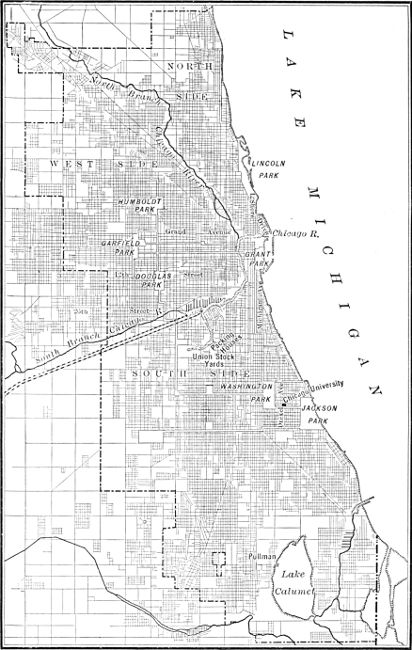 LAKE MICHIGAN
NORTH
SIDE
North Branch
Chicago River
WEST SIDE
LINCOLN
PARK
HUMBOLDT
PARK
Grand Avenue
Chicago R.
GARFIELD
PARK
GRANT
PARK
12th Street
DOUGLAS
PARK
Street
South Branch Chicago R.
Packing
Houses
Union Stock
Yards
SOUTH SIDE
WASHINGTON
PARK
Chicago University
JACKSON
PARK
Pullman
Lake
Calumet